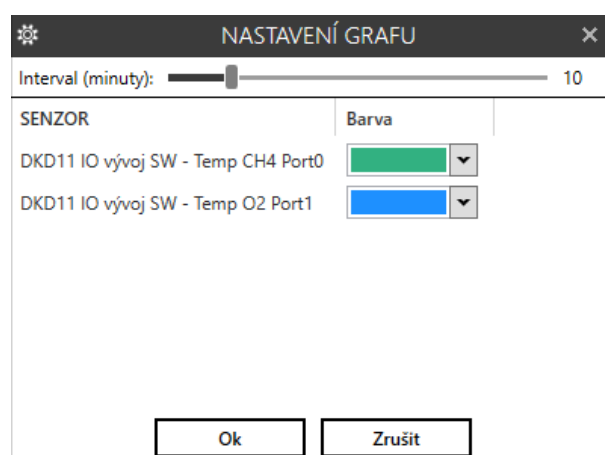 NASTAVENÍ GRAFU
Interval (minuty): 10
SENZOR Barva
DKD11 IO vývoj SW - Temp CH4 Port0
DKD11 IO vývoj SW - Temp O2 Port1
Ok Zrušit